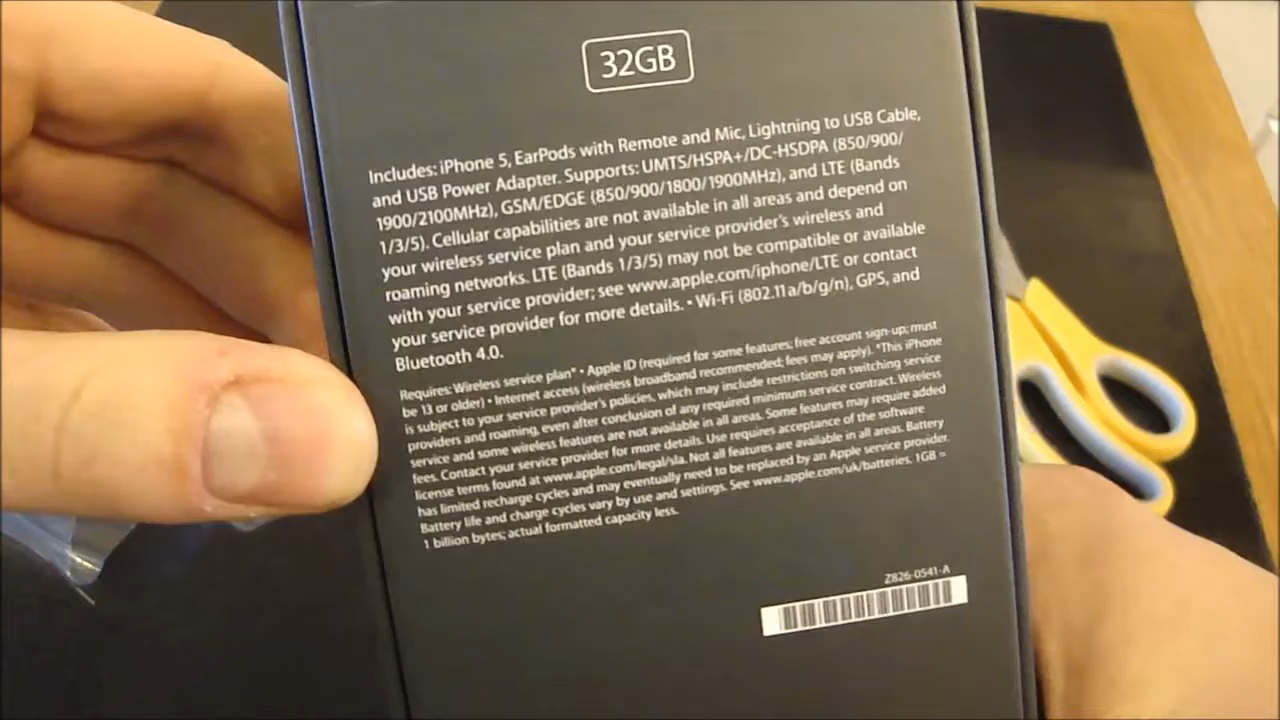 32GB
Includes: iPhone 5, EarPods with Remote and Mic, Lightning to USB Cable,
and USB Power Adapter. Supports: UMTS/HSPA+/DC-HSDPA (850/900/
1900/2100MHz), GSM/EDGE (850/900/1800/1900MHz), and LTE (Bands
1/3/5). Cellular capabilities are not available in all areas and depend on
your wireless service plan and your service provider's wireless and
roaming networks. LTE (Bands 1/3/5) may not be compatible or available
with your service provider; see www.apple.com/iphone/LTE or contact
your service provider for more details. • Wi-Fi (802.11a/b/g/n), GPS, and
Bluetooth 4.0.
Requires: Wireless service plan* • Apple ID (required for some features; free account sign-up; must
be 13 or older) • Internet access (wireless broadband recommended; fees may apply). *This iPhone
is subject to your service provider's policies, which may include restrictions on switching service
providers and roaming, even after conclusion of any required minimum service contract. Wireless
service and some wireless features are not available in all areas. Some features may require added
fees. Contact your service provider for more details. Use requires acceptance of the software
license terms found at www.apple.com/legal/sla. Not all features are available in all areas. Battery
has limited recharge cycles and may eventually need to be replaced by an Apple service provider.
Battery life and charge cycles vary by use and settings. See www.apple.com/uk/batteries. 1GB =
1 billion bytes; actual formatted capacity less.
Z826-0541-A